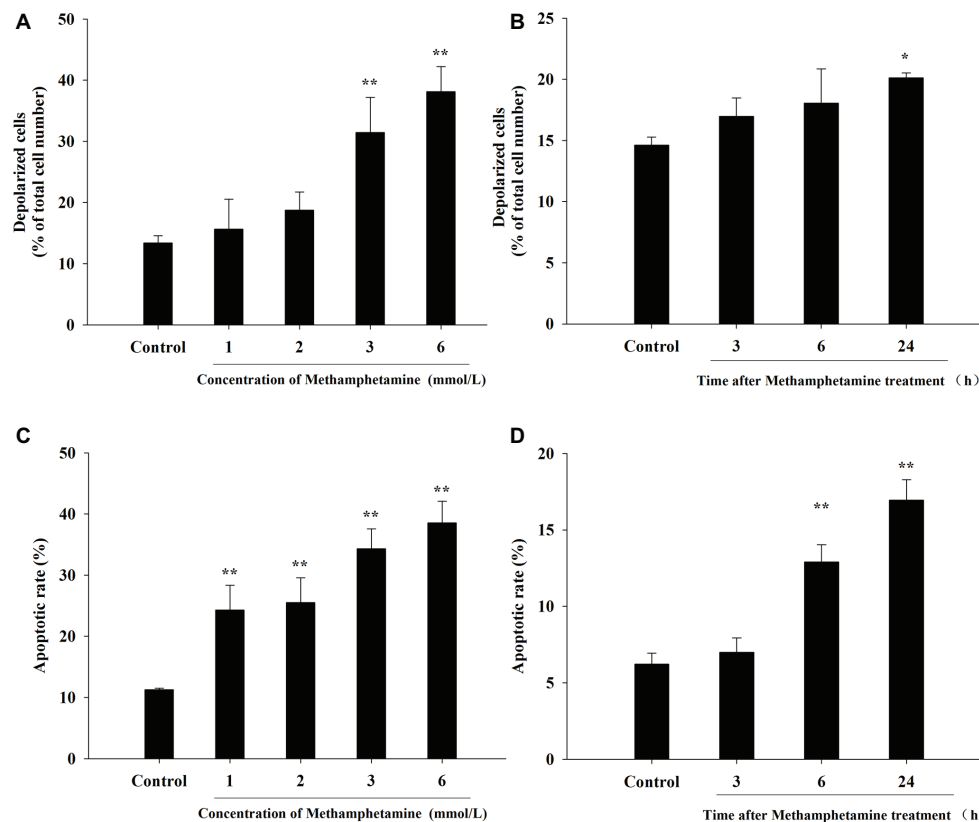 A
Depolarized cells
(% of total cell number)
50
40
30
20
10
0
** **
Control 1 2 3 6
Concentration of Methamphetamine (mmol/L)
B
Depolarized cells
(% of total cell number)
25
20
15
10
5
0
*
Control 3 6 24
Time after Methamphetamine treatment （h）
C
Apoptotic rate (%)
50
40
30
20
10
0
** ** ** **
Control 1 2 3 6
Concentration of Methamphetamine (mmol/L)
D
Apoptotic rate (%)
20
15
10
5
0
** **
Control 3 6 24
Time after Methamphetamine treatment （h